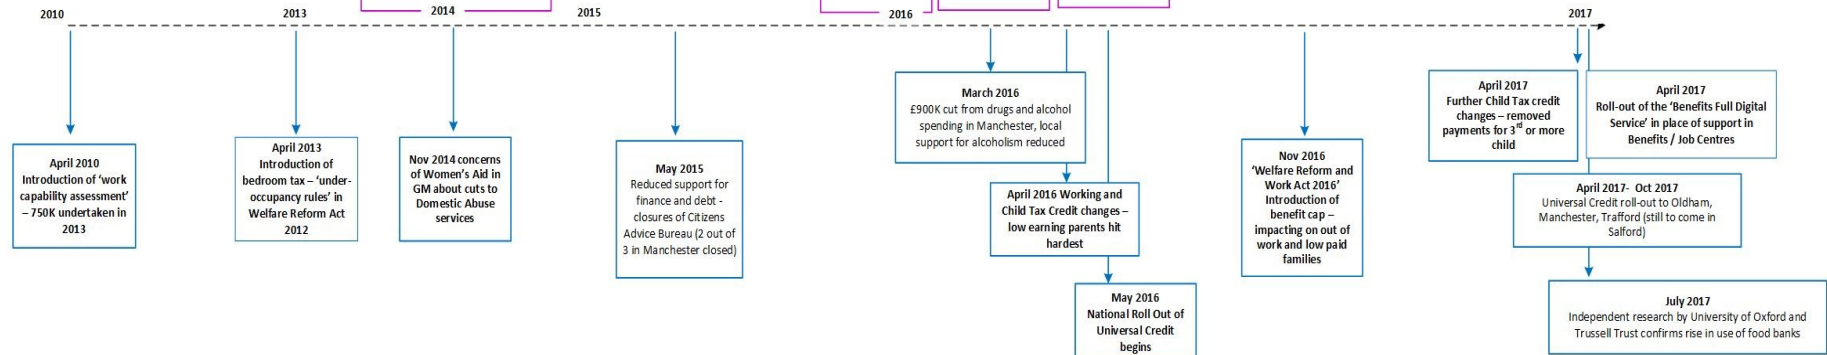 2010
2013
2014
2015
2016
2017
April 2010
Introduction of ‘work
capability assessment’
– 750K undertaken in
2013
April 2013
Introduction of
bedroom tax – ‘under-
occupancy rules’ in
Welfare Reform Act
2012
Nov 2014 concerns
of Women’s Aid in
GM about cuts to
Domestic Abuse
services
May 2015
Reduced support for
finance and debt -
closures of Citizens
Advice Bureau (2 out of
3 in Manchester closed)
March 2016
£900K cut from drugs and alcohol
spending in Manchester, local
support for alcoholism reduced
April 2016 Working and
Child Tax Credit changes –
low earning parents hit
hardest
May 2016
National Roll Out of
Universal Credit
begins
Nov 2016
‘Welfare Reform and
Work Act 2016’
Introduction of
benefit cap –
impacting on out of
work and low paid
families
April 2017
Further Child Tax credit
changes – removed
payments for 3rd or more
child
April 2017
Roll-out of the ‘Benefits Full Digital
Service’ in place of support in
Benefits / Job Centres
April 2017- Oct 2017
Universal Credit roll-out to Oldham,
Manchester, Trafford (still to come in
Salford)
July 2017
Independent research by University of Oxford and
Trussell Trust confirms rise in use of food banks